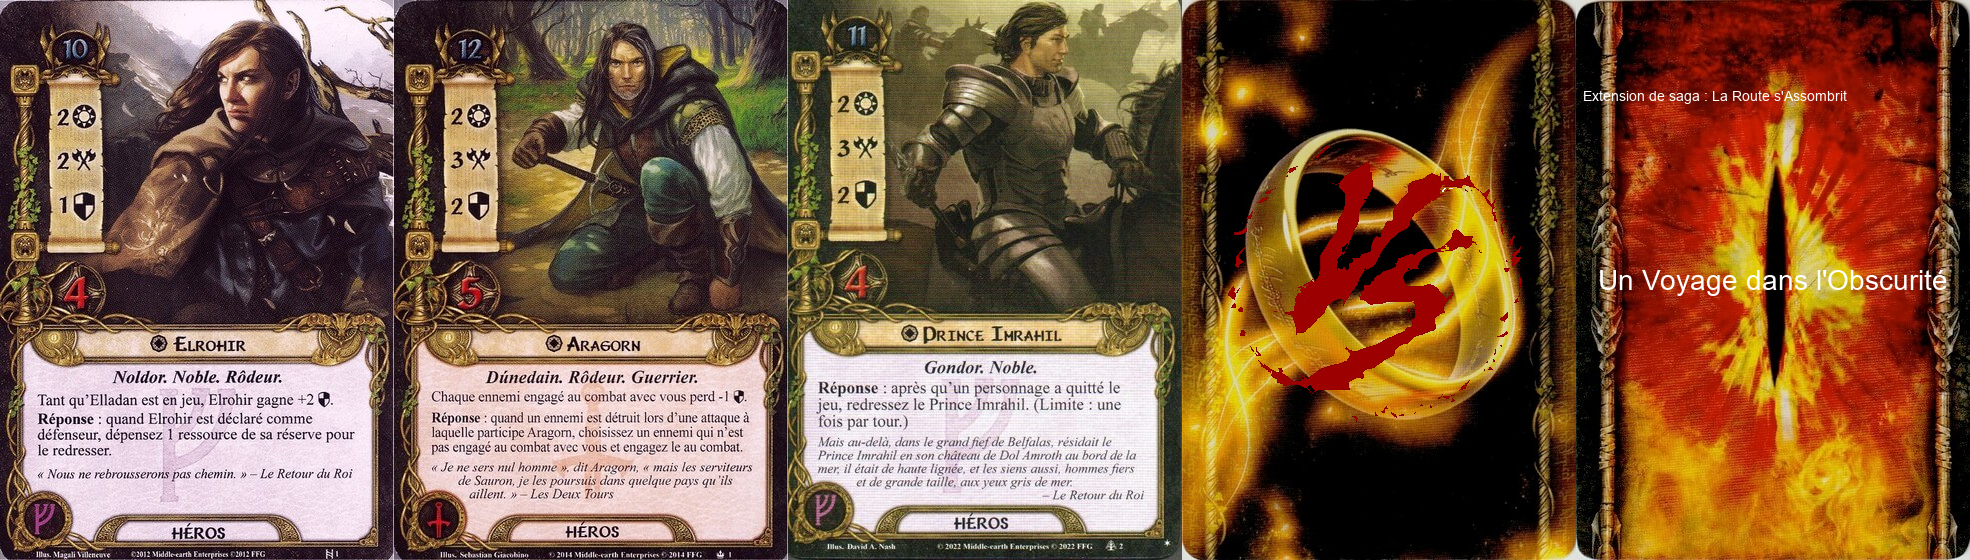 10
2
2
1
4
ELROHIR
Noldor. Noble. Rôdeur.
Tant qu'Elladan est en jeu, Elrohir gagne +2 .
Réponse : quand Elrohir est déclaré comme
défenseur, dépensez 1 ressource de sa réserve pour
le redresser.
« Nous ne rebrousserons pas chemin. » – Le Retour du Roi
HÉROS
Illus. Magali Villeneuve ©2012 Middle-earth Enterprises ©2012 FFG 1
12
2
3
2
5
ARAGORN
Dúnedain. Rôdeur. Guerrier.
Chaque ennemi engagé au combat avec vous perd -1 .
Réponse : quand un ennemi est détruit lors d'une attaque à
laquelle participe Aragorn, choisissez un ennemi qui n'est
pas engagé au combat avec vous et engagez le au combat.
« Je ne sers nul homme », dit Aragorn, « mais les serviteurs
de Sauron, je les poursuis dans quelque pays qu'ils
aillent. » – Les Deux Tours
HÉROS
Illus. Sebastian Giacobino © 2014 Middle-earth Enterprises © 2014 FFG 1
11
2
3
2
4
PRINCE IMRAHIL
Gondor. Noble.
Réponse : après qu'un personnage a quitté le
jeu, redressez le Prince Imrahil. (Limite : une
fois par tour.)
Mais au-delà, dans le grand fief de Belfalas, résidait le
Prince Imrahil en son château de Dol Amroth au bord de la
mer, il était de haute lignée, et les siens aussi, hommes fiers
et de grande taille, aux yeux gris de mer.
– Le Retour du Roi
HÉROS
Illus. David A. Nash © 2022 Middle-earth Enterprises © 2022 FFG 2
VS
Extension de saga : La Route s'Assombrit
Un Voyage dans l'Obscurité